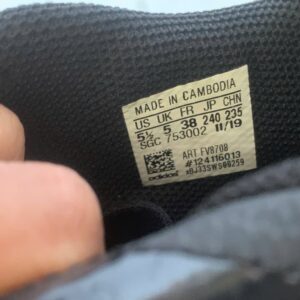 MADE IN CAMBODIA
US UK FR JP CHN
5½ 5 38 240 235
SGC 753002 11/19
ART FV8708
#124116013
adidas